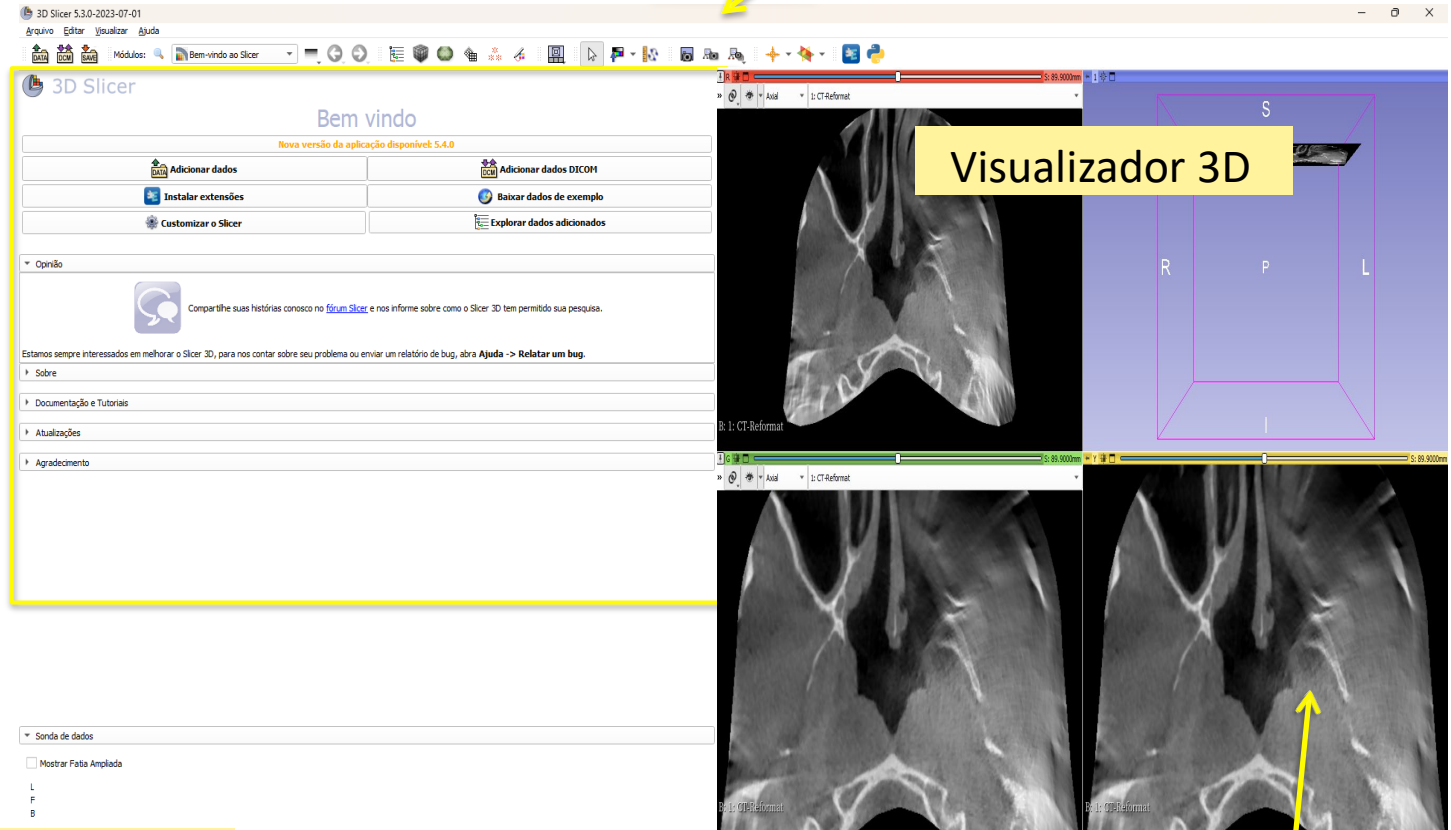 3D Slicer 5.3.0-2023-07-01
Arquivo Editar Visualizar Ajuda
DATA DCM SAVE Módulos: Bem-vindo ao Slicer
3D Slicer
Bem vindo
Nova versão da aplicação disponível: 5.4.0
DATA Adicionar dados
DCM Adicionar dados DICOM
Instalar extensões
Baixar dados de exemplo
Customizar o Slicer
Explorar dados adicionados
Opinião
Compartilhe suas histórias conosco no fórum Slicer e nos informe sobre como o Slicer 3D tem permitido sua pesquisa.
Estamos sempre interessados em melhorar o Slicer 3D, para nos contar sobre seu problema ou enviar um relatório de bug, abra Ajuda -> Relatar um bug.
Sobre
Documentação e Tutoriais
Atualizações
Agradecimento
Sonda de dados
Mostrar Fatia Ampliada
L
F
B
R S: 89.9000mm
Axial 1: CT-Reformat
B: 1: CT-Reformat
1
Visualizador 3D
S
R P L
I
G S: 89.9000mm
Axial 1: CT-Reformat
B: 1: CT-Reformat
Y S: 89.9000mm
B: 1: CT-Reformat